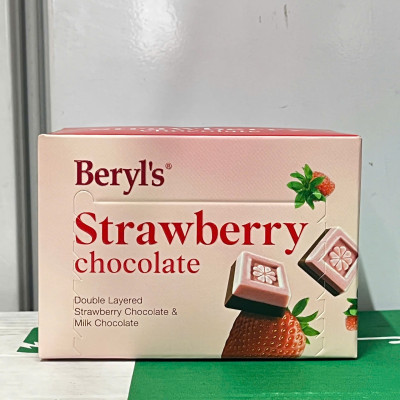 Beryl's®
Strawberry
chocolate
Double Layered
Strawberry Chocolate &
Milk Chocolate